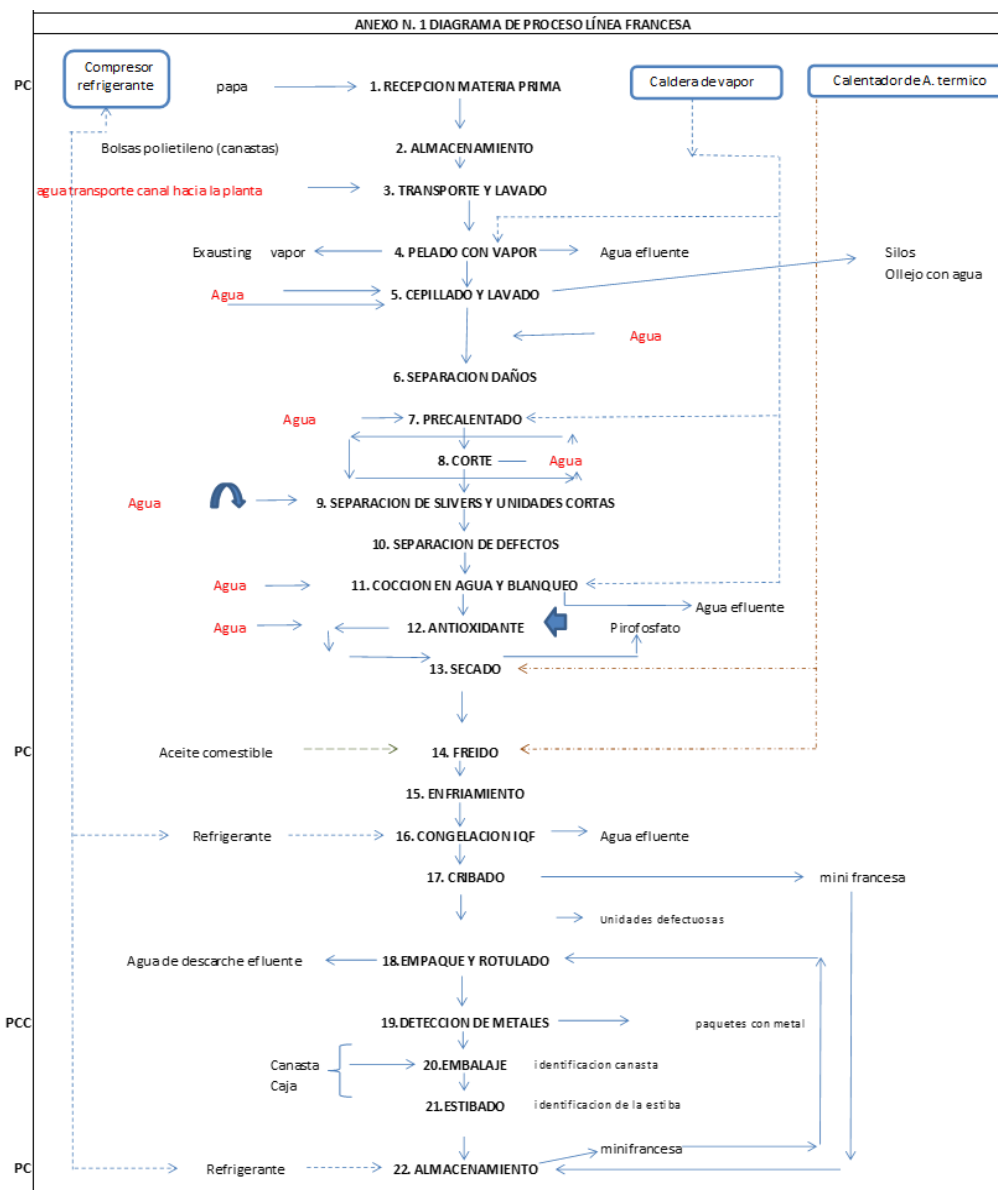 ANEXO N. 1 DIAGRAMA DE PROCESO LÍNEA FRANCESA
Compresor
refrigerante
Caldera de vapor
Calentador de A. termico
PC
papa
1. RECEPCION MATERIA PRIMA
Bolsas polietileno (canastas)
2. ALMACENAMIENTO
agua transporte canal hacia la planta
3. TRANSPORTE Y LAVADO
Exausting vapor
4. PELADO CON VAPOR
Agua efluente
Silos
Ollejo con agua
Agua
5. CEPILLADO Y LAVADO
Agua
6. SEPARACION DAÑOS
Agua
7. PRECALENTADO
8. CORTE
Agua
Agua
9. SEPARACION DE SLIVERS Y UNIDADES CORTAS
10. SEPARACION DE DEFECTOS
Agua
11. COCCION EN AGUA Y BLANQUEO
Agua efluente
Agua
12. ANTIOXIDANTE
Pirofosfato
13. SECADO
PC
Aceite comestible
14. FREIDO
15. ENFRIAMIENTO
Refrigerante
16. CONGELACION IQF
Agua efluente
17. CRIBADO
mini francesa
Unidades defectuosas
Agua de descarche efluente
18.EMPAQUE Y ROTULADO
PCC
19.DETECCION DE METALES
paquetes con metal
Canasta
Caja
20.EMBALAJE
identificacion canasta
21.ESTIBADO
identificacion de la estiba
minifrancesa
PC
Refrigerante
22. ALMACENAMIENTO